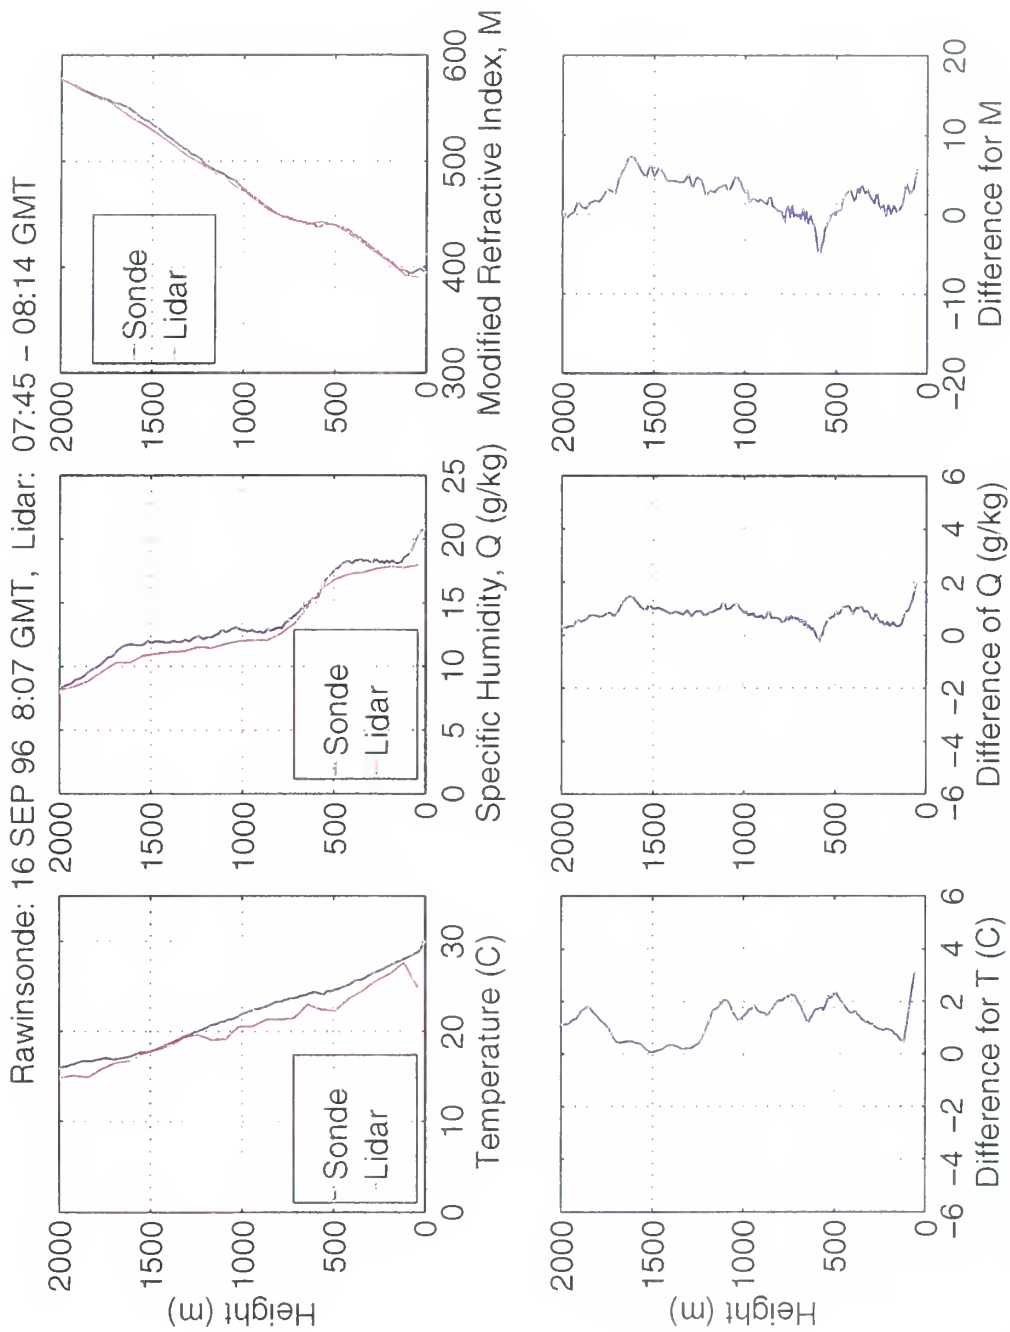 Rawinsonde: 16 SEP 96 8:07 GMT, Lidar: 07:45 – 08:14 GMT
Height (m)
2000
1500
1000
500
0
Sonde
Lidar
0 10 20 30
Temperature (C)
2000
1500
1000
500
0
Sonde
Lidar
0 5 10 15 20 25
Specific Humidity, Q (g/kg)
2000
1500
1000
500
0
Sonde
Lidar
300 400 500 600
Modified Refractive Index, M
Height (m)
2000
1500
1000
500
0
−6 −4 −2 0 2 4 6
Difference for T (C)
2000
1500
1000
500
0
−6 −4 −2 0 2 4 6
Difference of Q (g/kg)
2000
1500
1000
500
0
−20 −10 0 10 20
Difference for M